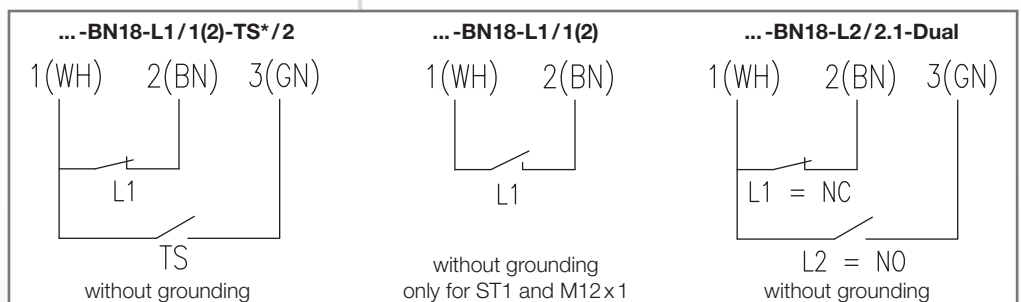 ... -BN18-L1/1(2)-TS*/2
1(WH) 2(BN) 3(GN)
L1
TS
without grounding
... -BN18-L1/1(2)
1(WH) 2(BN)
L1
without grounding
only for ST1 and M12x1
... -BN18-L2/2.1-Dual
1(WH) 2(BN) 3(GN)
L1 = NC
L2 = NO
without grounding